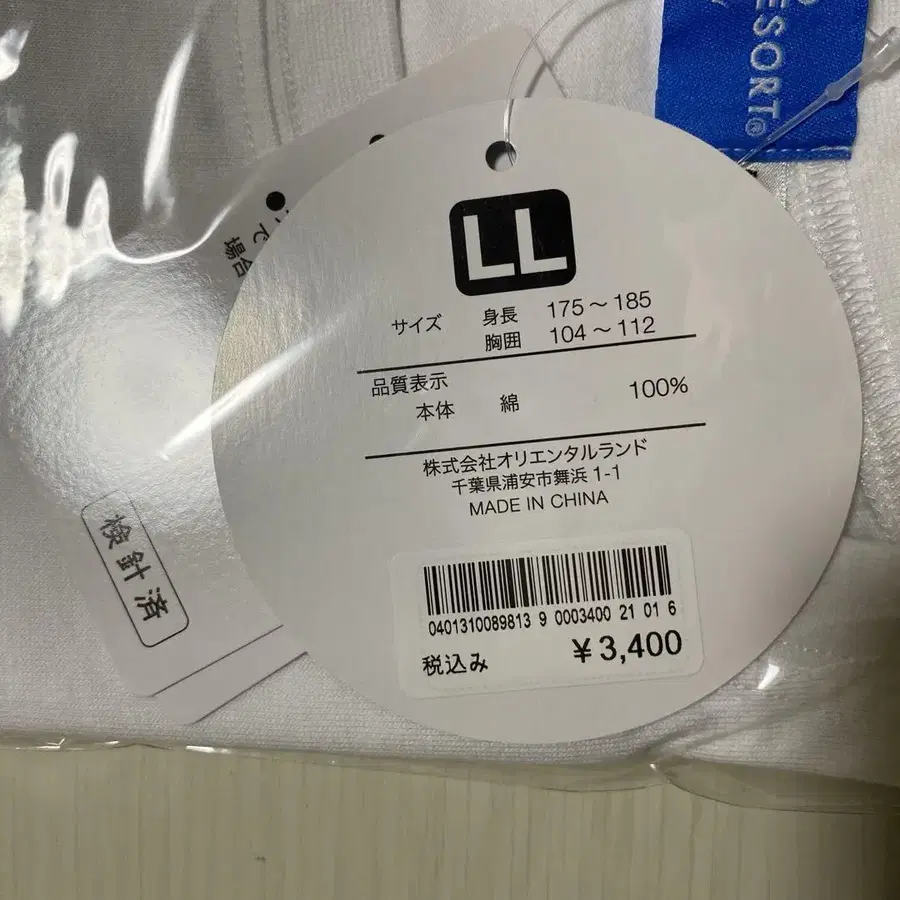 ESORT®
で
場合
LL
サイズ 身長 175～185
胸囲 104～112
品質表示
本体 綿 100%
株式会社オリエンタルランド
千葉県浦安市舞浜 1-1
MADE IN CHINA
0401310089813 9 0003400 21 01 6
税込み ¥3,400
検針済